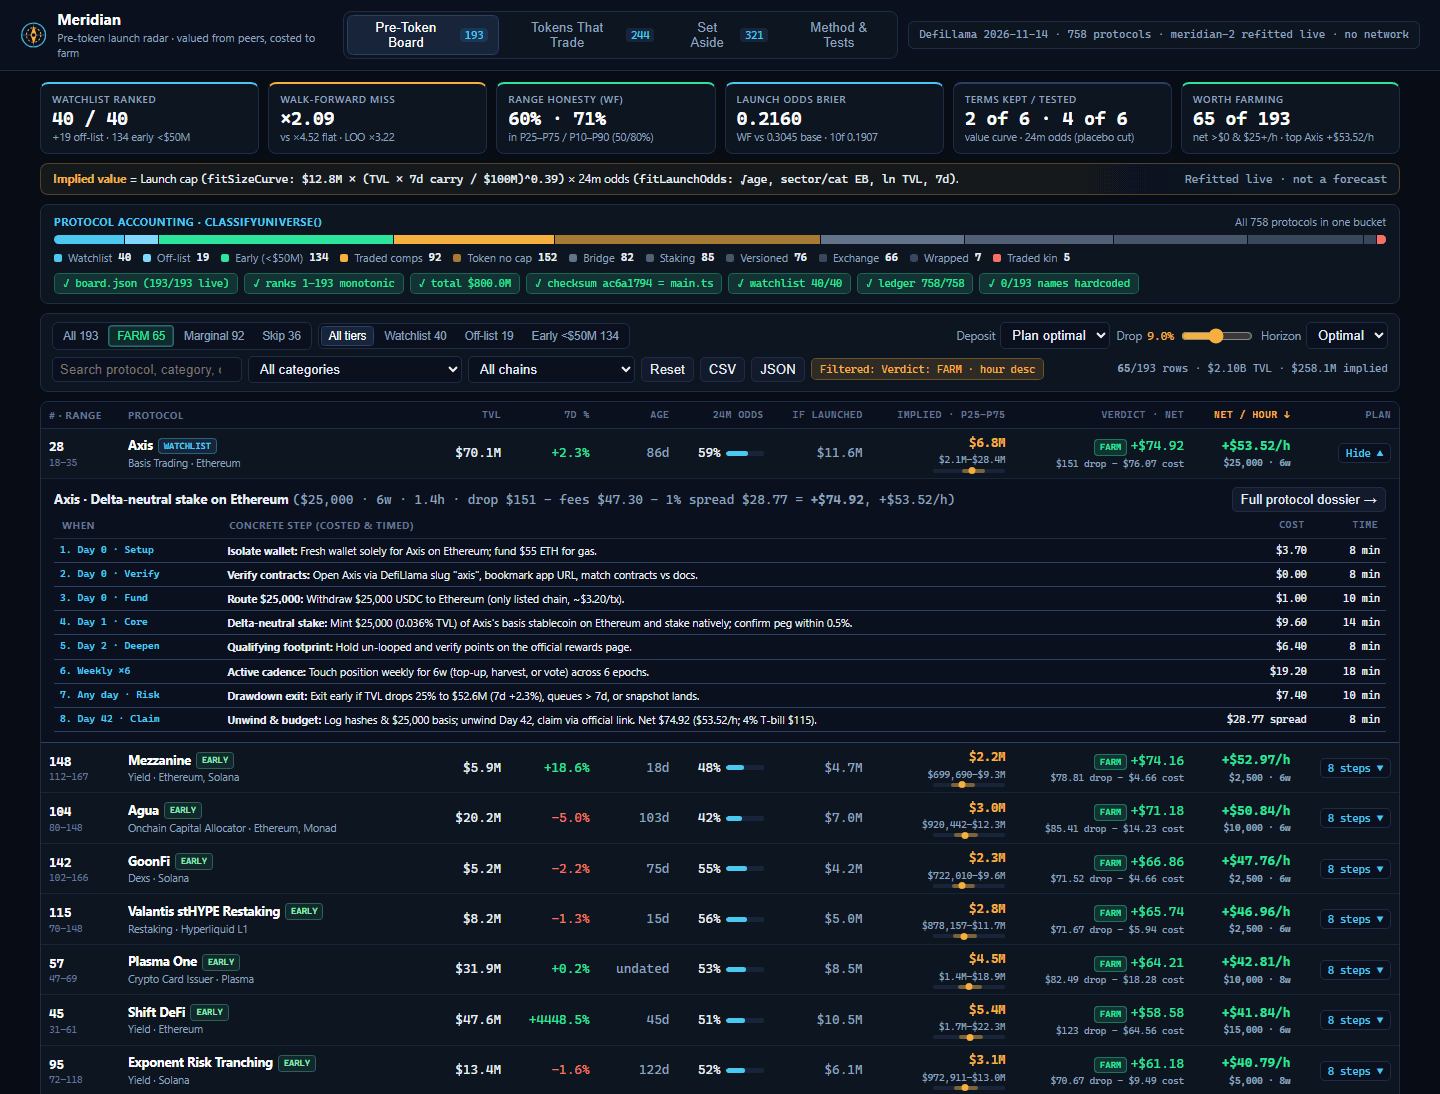 Meridian
Pre-token launch radar · valued from peers, costed to farm
Pre-Token Board 193
Tokens That Trade 244
Set Aside 321
Method & Tests
DefiLlama 2026-11-14 · 758 protocols · meridian-2 refitted live · no network
WATCHLIST RANKED
40 / 40
+19 off-list · 134 early <$50M
WALK-FORWARD MISS
×2.09
vs ×4.52 flat · LOO ×3.22
RANGE HONESTY (WF)
60% · 71%
in P25–P75 / P10–P90 (50/80%)
LAUNCH ODDS BRIER
0.2160
WF vs 0.3045 base · 10f 0.1907
TERMS KEPT / TESTED
2 of 6 · 4 of 6
value curve · 24m odds (placebo cut)
WORTH FARMING
65 of 193
net >$0 & $25+/h · top Axis +$53.52/h
Implied value = Launch cap (fitSizeCurve: $12.8M × (TVL × 7d carry / $100M)^0.39) × 24m odds (fitLaunchOdds: √age, sector/cat EB, ln TVL, 7d).
Refitted live · not a forecast
PROTOCOL ACCOUNTING · CLASSIFYUNIVERSE()
All 758 protocols in one bucket
Watchlist 40 Off-list 19 Early (<$50M) 134 Traded comps 92 Token no cap 152 Bridge 82 Staking 85 Versioned 76 Exchange 66 Wrapped 7 Traded kin 5
✓ board.json (193/193 live) ✓ ranks 1–193 monotonic ✓ total $800.0M ✓ checksum ac6a1794 = main.ts ✓ watchlist 40/40 ✓ ledger 758/758 ✓ 0/193 names hardcoded
All 193 FARM 65 Marginal 92 Skip 36 All tiers Watchlist 40 Off-list 19 Early <$50M 134
Deposit Plan optimal Drop 9.0% Horizon Optimal
Search protocol, category, c All categories All chains Reset CSV JSON Filtered: Verdict: FARM · hour desc
65/193 rows · $2.10B TVL · $258.1M implied
# · RANGE PROTOCOL TVL 7D % AGE 24M ODDS IF LAUNCHED IMPLIED · P25–P75 VERDICT · NET NET / HOUR ↓ PLAN
28 Axis WATCHLIST $70.1M +2.3% 86d 59% $11.6M $6.8M FARM +$74.92 +$53.52/h Hide ▲
18–35 Basis Trading · Ethereum $2.1M–$28.4M $151 drop − $76.07 cost $25,000 · 6w
Axis · Delta-neutral stake on Ethereum ($25,000 · 6w · 1.4h · drop $151 − fees $47.30 − 1% spread $28.77 = +$74.92, +$53.52/h)
Full protocol dossier →
WHEN CONCRETE STEP (COSTED & TIMED) COST TIME
1. Day 0 · Setup Isolate wallet: Fresh wallet solely for Axis on Ethereum; fund $55 ETH for gas. $3.70 8 min
2. Day 0 · Verify Verify contracts: Open Axis via DefiLlama slug "axis", bookmark app URL, match contracts vs docs. $0.00 8 min
3. Day 0 · Fund Route $25,000: Withdraw $25,000 USDC to Ethereum (only listed chain, ~$3.20/tx). $1.00 10 min
4. Day 1 · Core Delta-neutral stake: Mint $25,000 (0.036% TVL) of Axis's basis stablecoin on Ethereum and stake natively; confirm peg within 0.5%. $9.60 14 min
5. Day 2 · Deepen Qualifying footprint: Hold un-looped and verify points on the official rewards page. $6.40 8 min
6. Weekly ×6 Active cadence: Touch position weekly for 6w (top-up, harvest, or vote) across 6 epochs. $19.20 18 min
7. Any day · Risk Drawdown exit: Exit early if TVL drops 25% to $52.6M (7d +2.3%), queues > 7d, or snapshot lands. $7.40 10 min
8. Day 42 · Claim Unwind & budget: Log hashes & $25,000 basis; unwind Day 42, claim via official link. Net $74.92 ($53.52/h; 4% T-bill $115). $28.77 spread 8 min
148 Mezzanine EARLY $5.9M +18.6% 18d 48% $4.7M $2.2M FARM +$74.16 +$52.97/h 8 steps ▼
112–167 Yield · Ethereum, Solana $699,690–$9.3M $78.81 drop − $4.66 cost $2,500 · 6w
104 Agua EARLY $20.2M −5.0% 103d 42% $7.0M $3.0M FARM +$71.18 +$50.84/h 8 steps ▼
80–148 Onchain Capital Allocator · Ethereum, Monad $920,442–$12.3M $85.41 drop − $14.23 cost $10,000 · 6w
142 GoonFi EARLY $5.2M −2.2% 75d 55% $4.2M $2.3M FARM +$66.86 +$47.76/h 8 steps ▼
102–166 Dexs · Solana $722,010–$9.6M $71.52 drop − $4.66 cost $2,500 · 6w
115 Valantis stHYPE Restaking EARLY $8.2M −1.3% 15d 56% $5.0M $2.8M FARM +$65.74 +$46.96/h 8 steps ▼
70–148 Restaking · Hyperliquid L1 $878,157–$11.7M $71.67 drop − $5.94 cost $2,500 · 6w
57 Plasma One EARLY $31.9M +0.2% undated 53% $8.5M $4.5M FARM +$64.21 +$42.81/h 8 steps ▼
47–69 Crypto Card Issuer · Plasma $1.4M–$18.9M $82.49 drop − $18.28 cost $10,000 · 8w
45 Shift DeFi EARLY $47.6M +4448.5% 45d 51% $10.5M $5.4M FARM +$58.58 +$41.84/h 8 steps ▼
31–61 Yield · Ethereum $1.7M–$22.3M $123 drop − $64.56 cost $15,000 · 6w
95 Exponent Risk Tranching EARLY $13.4M −1.6% 122d 52% $6.1M $3.1M FARM +$61.18 +$40.79/h 8 steps ▼
72–118 Yield · Solana $972,911–$13.0M $70.67 drop − $9.49 cost $5,000 · 8w